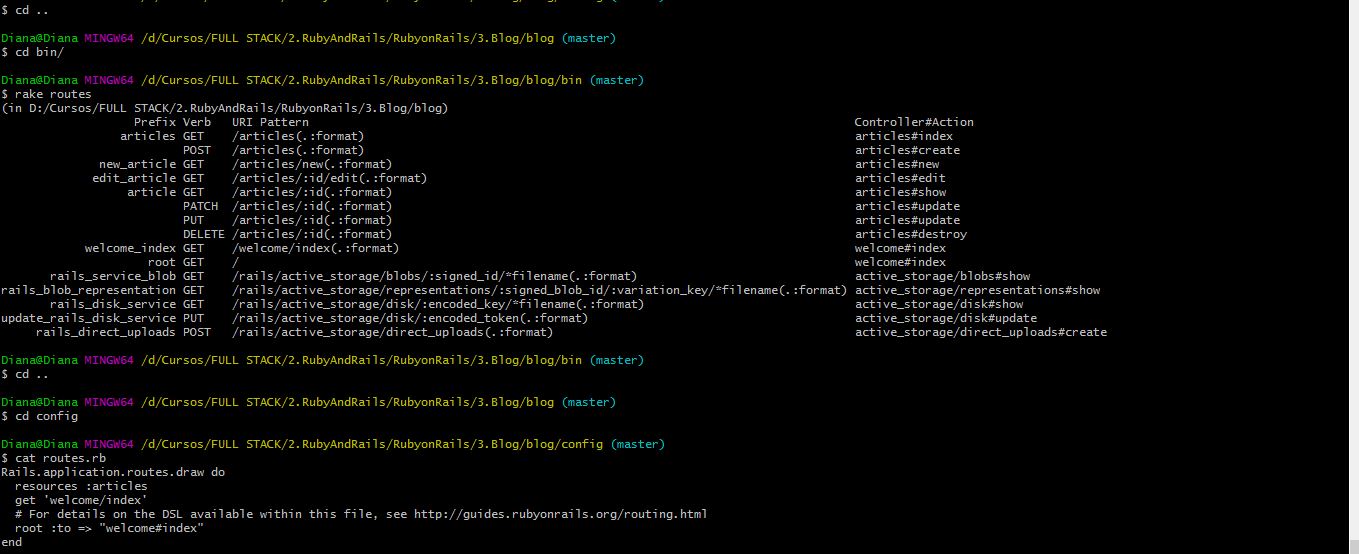 $ cd ..
Diana@Diana MINGW64 /d/Cursos/FULL STACK/2.RubyAndRails/RubyonRails/3.Blog/blog (master)
$ cd bin/
Diana@Diana MINGW64 /d/Cursos/FULL STACK/2.RubyAndRails/RubyonRails/3.Blog/blog/bin (master)
$ rake routes
(in D:/Cursos/FULL STACK/2.RubyAndRails/RubyonRails/3.Blog/blog)
Prefix Verb URI Pattern Controller#Action
articles GET /articles(.:format) articles#index
POST /articles(.:format) articles#create
new_article GET /articles/new(.:format) articles#new
edit_article GET /articles/:id/edit(.:format) articles#edit
article GET /articles/:id(.:format) articles#show
PATCH /articles/:id(.:format) articles#update
PUT /articles/:id(.:format) articles#update
DELETE /articles/:id(.:format) articles#destroy
welcome_index GET /welcome/index(.:format) welcome#index
root GET / welcome#index
rails_service_blob GET /rails/active_storage/blobs/:signed_id/*filename(.:format) active_storage/blobs#show
rails_blob_representation GET /rails/active_storage/representations/:signed_blob_id/:variation_key/*filename(.:format) active_storage/representations#show
rails_disk_service GET /rails/active_storage/disk/:encoded_key/*filename(.:format) active_storage/disk#show
update_rails_disk_service PUT /rails/active_storage/disk/:encoded_token(.:format) active_storage/disk#update
rails_direct_uploads POST /rails/active_storage/direct_uploads(.:format) active_storage/direct_uploads#create
Diana@Diana MINGW64 /d/Cursos/FULL STACK/2.RubyAndRails/RubyonRails/3.Blog/blog/bin (master)
$ cd ..
Diana@Diana MINGW64 /d/Cursos/FULL STACK/2.RubyAndRails/RubyonRails/3.Blog/blog (master)
$ cd config
Diana@Diana MINGW64 /d/Cursos/FULL STACK/2.RubyAndRails/RubyonRails/3.Blog/blog/config (master)
$ cat routes.rb
Rails.application.routes.draw do
resources :articles
get 'welcome/index'
# For details on the DSL available within this file, see http://guides.rubyonrails.org/routing.html
root :to => "welcome#index"
end